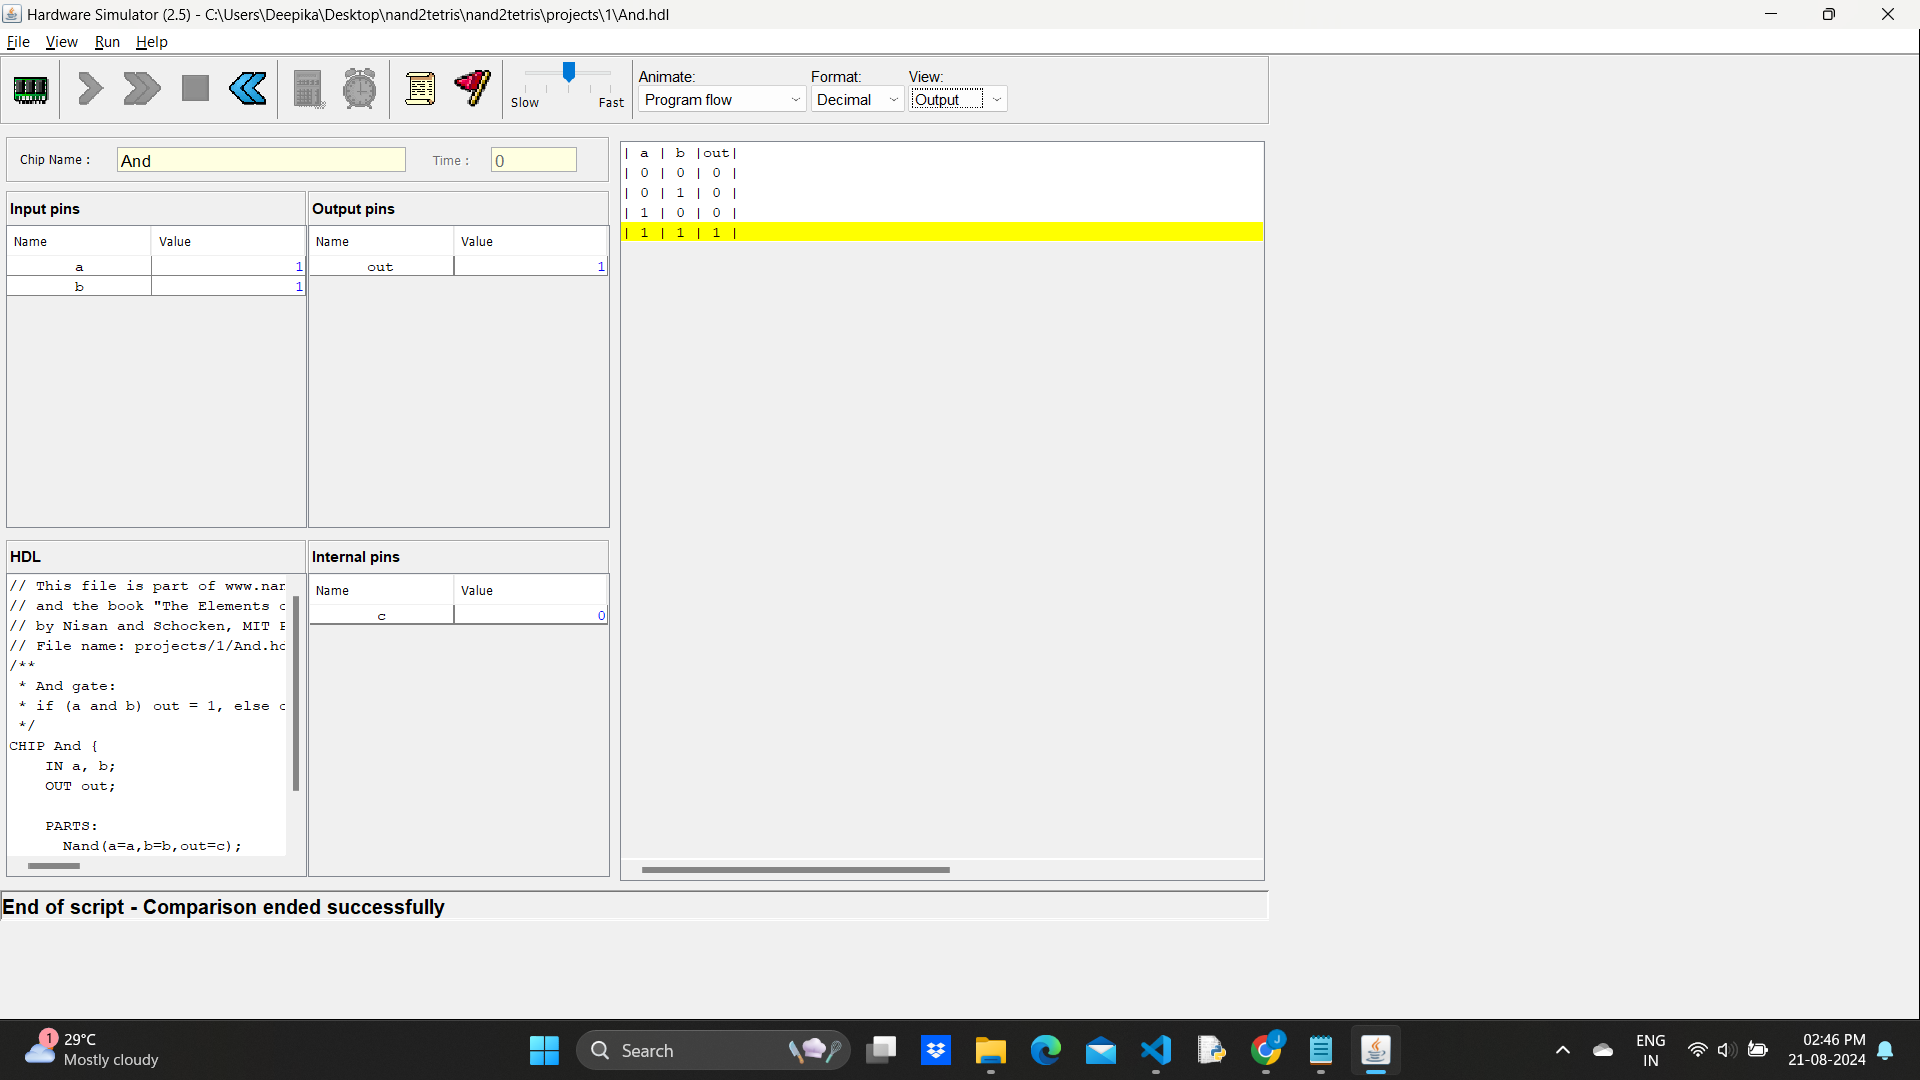 Hardware Simulator (2.5) - C:\Users\Deepika\Desktop\nand2tetris\nand2tetris\projects\1\And.hdl
File View Run Help
Animate: Format: View:
Slow Fast Program flow Decimal Output
Chip Name : And Time : 0
Input pins
Name Value
a 1
b 1
Output pins
Name Value
out 1
| a | b |out|
| 0 | 0 | 0 |
| 0 | 1 | 0 |
| 1 | 0 | 0 |
| 1 | 1 | 1 |
HDL
// This file is part of www.nan
// and the book "The Elements o
// by Nisan and Schocken, MIT P
// File name: projects/1/And.hd
/**
* And gate:
* if (a and b) out = 1, else o
*/
CHIP And {
IN a, b;
OUT out;
PARTS:
Nand(a=a,b=b,out=c);
Internal pins
Name Value
c 0
End of script - Comparison ended successfully
1
29°C
Mostly cloudy
Search
J
ENG
IN
02:46 PM
21-08-2024